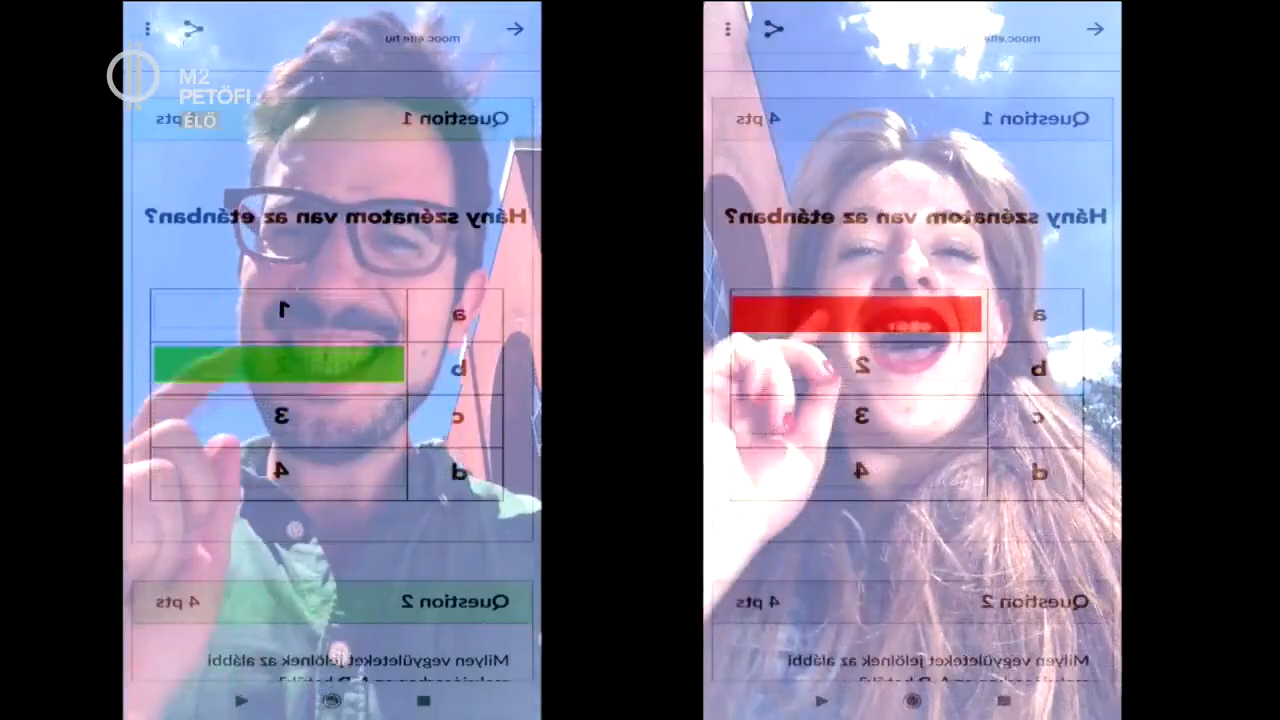 M2
PETŐFI
ÉLŐ
mooc.elte.hu
Question 1
4 pts
Hány szénatom van az etánban?
a
1
b
c
3
d
4
Question 2
4 pts
Milyen vegyületeket jelölnek az alábbi
mooc.elte
Question 1
4 pts
Hány szénatom van az etánban?
a
b
2
c
3
d
4
Question 2
4 pts
Milyen vegyületeket jelölnek az alábbi